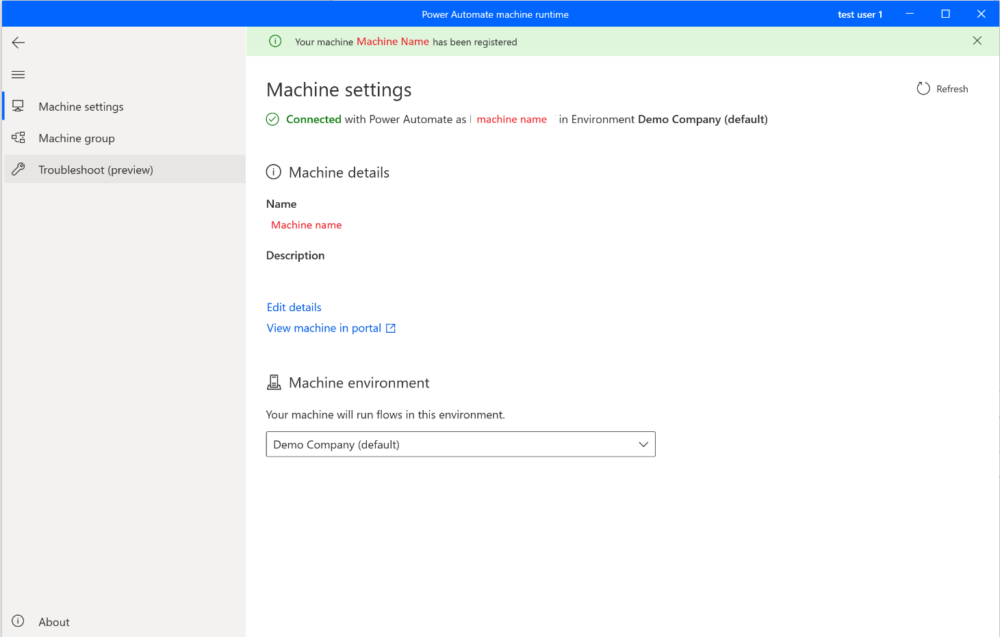 Power Automate machine runtime
test user 1
Your machine Machine Name has been registered
Machine settings
Machine group
Troubleshoot (preview)
About
Machine settings
Refresh
Connected with Power Automate as machine name in Environment Demo Company (default)
Machine details
Name
Machine name
Description
Edit details
View machine in portal
Machine environment
Your machine will run flows in this environment.
Demo Company (default)